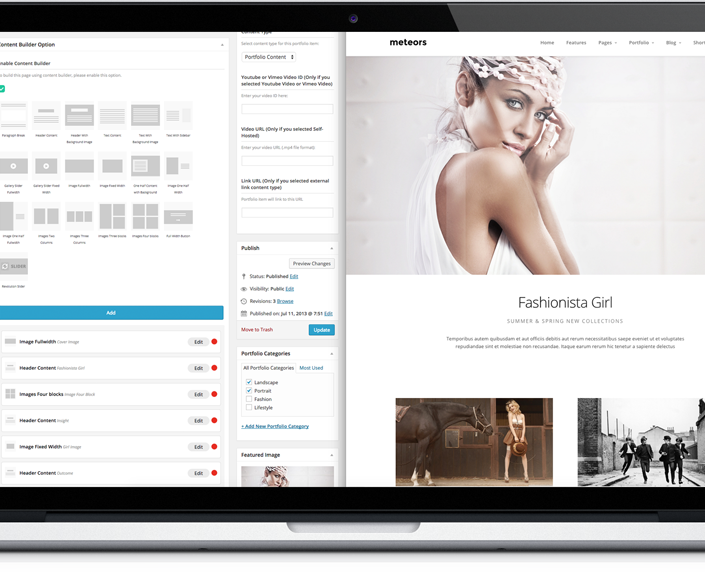 Content Builder Option
Enable Content Builder
To build this page using content builder, please enable this option.
Paragraph Break
Header Content
Header With
Background Image
Text Content
Text With
Background Image
Text With Sidebar
Gallery Slider
Fullwidth
Gallery Slider Fixed
Width
Image Fullwidth
Image Fixed Width
One Half Content
with Background
Image One Half
Width
Image One Half
Fullwidth
Images Two
Columns
Images Three
Columns
Images Three blocks
Images Four blocks
Full Width Button
SLIDER
Revolution Slider
Add
Image Fullwidth Cover Image
Edit
Header Content Fashionista Girl
Edit
Images Four blocks Image Four Block
Edit
Header Content Insight
Edit
Image Fixed Width Girl Image
Edit
Header Content Outcome
Edit
Content Type
Select content type for this portfolio item
Portfolio Content
Youtube or Vimeo Video ID (Only if you
selected Youtube Video or Vimeo Video)
Enter your video ID here
Video URL (Only if you selected Self-
Hosted)
Enter your video URL (.mp4 file format)
Link URL (Only if you selected external
link content type)
Portfolio item will link to this URL
Publish
Preview Changes
Status: Published Edit
Visibility: Public Edit
Revisions: 3 Browse
Published on: Jul 11, 2013 @ 7:51 Edit
Move to Trash
Update
Portfolio Categories
All Portfolio Categories
Most Used
Landscape
Portrait
Fashion
Lifestyle
+ Add New Portfolio Category
Featured Image
meteors
Home
Features
Pages
Portfolio
Blog
Short
Fashionista Girl
SUMMER & SPRING NEW COLLECTIONS
Temporibus autem quibusdam et aut officiis debitis aut rerum necessitatibus saepe eveniet ut et voluptates
repudiandae sint et molestiae non recusandae. Itaque earum rerum hic tenetur a sapiente delectus